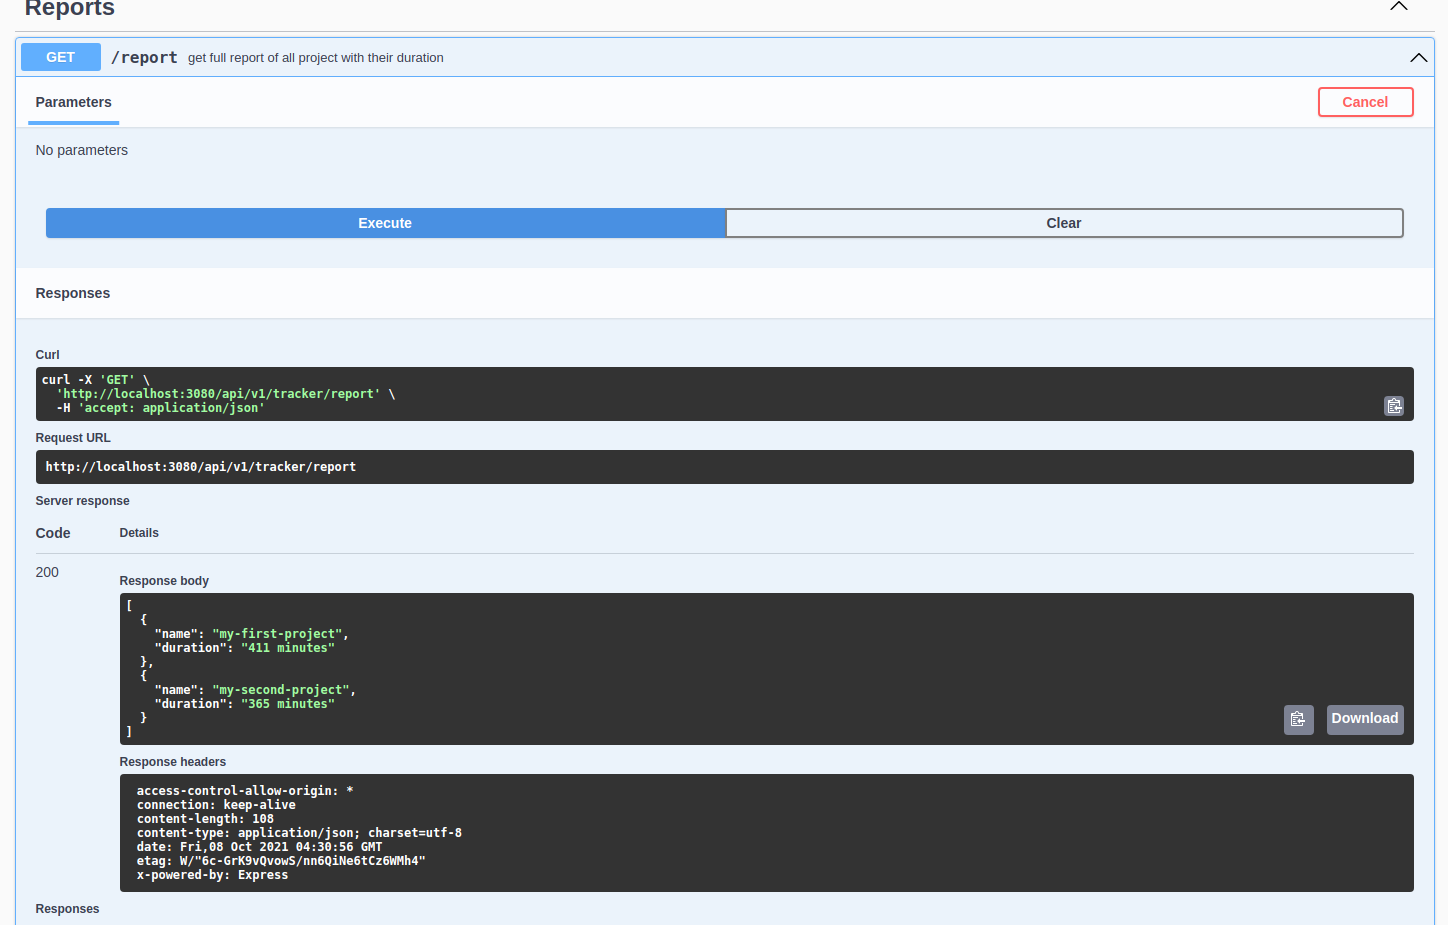 Reports
GET /report get full report of all project with their duration
Parameters
Cancel
No parameters
Execute
Clear
Responses
Curl
curl -X 'GET' \
  'http://localhost:3080/api/v1/tracker/report' \
  -H 'accept: application/json'
Request URL
http://localhost:3080/api/v1/tracker/report
Server response
Code Details
200
Response body
[
  {
    "name": "my-first-project",
    "duration": "411 minutes"
  },
  {
    "name": "my-second-project",
    "duration": "365 minutes"
  }
]
Download
Response headers
access-control-allow-origin: *
connection: keep-alive
content-length: 108
content-type: application/json; charset=utf-8
date: Fri,08 Oct 2021 04:30:56 GMT
etag: W/"6c-GrK9vQvowS/nn6QiNe6tCz6WMh4"
x-powered-by: Express
Responses